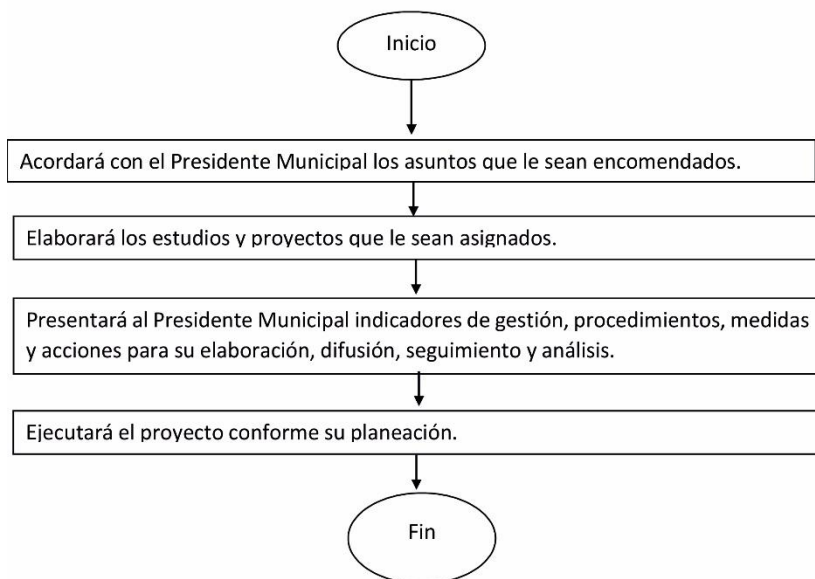 Inicio
Acordará con el Presidente Municipal los asuntos que le sean encomendados.
Elaborará los estudios y proyectos que le sean asignados.
Presentará al Presidente Municipal indicadores de gestión, procedimientos, medidas
y acciones para su elaboración, difusión, seguimiento y análisis.
Ejecutará el proyecto conforme su planeación.
Fin